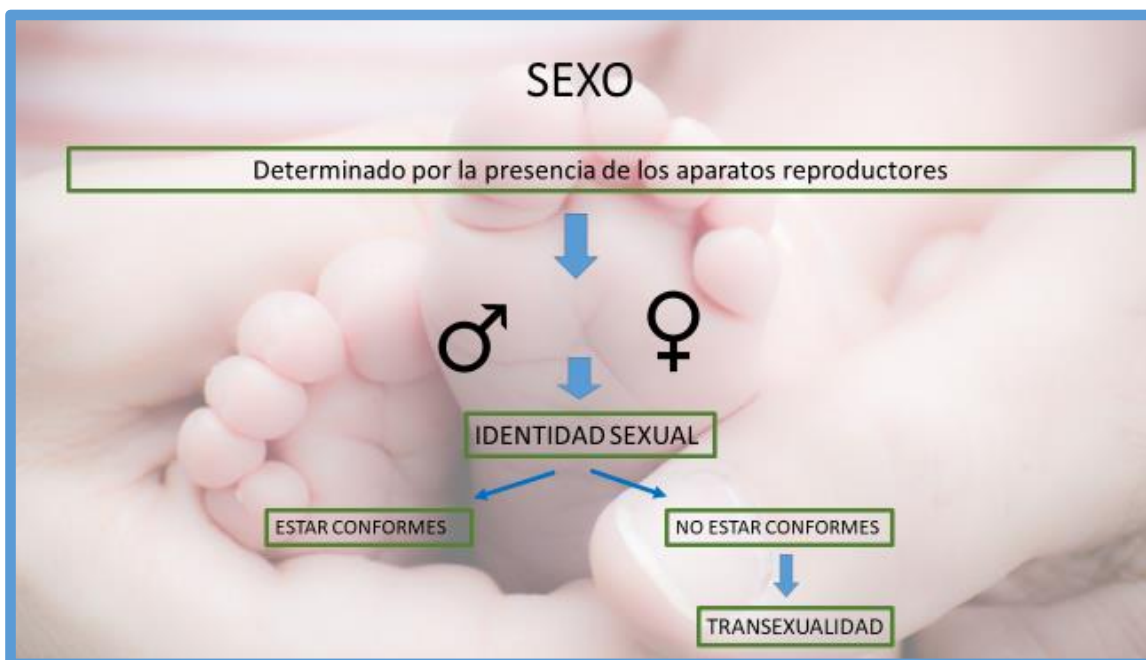 SEXO
Determinado por la presencia de los aparatos reproductores
♂ ♀
IDENTIDAD SEXUAL
ESTAR CONFORMES
NO ESTAR CONFORMES
TRANSEXUALIDAD